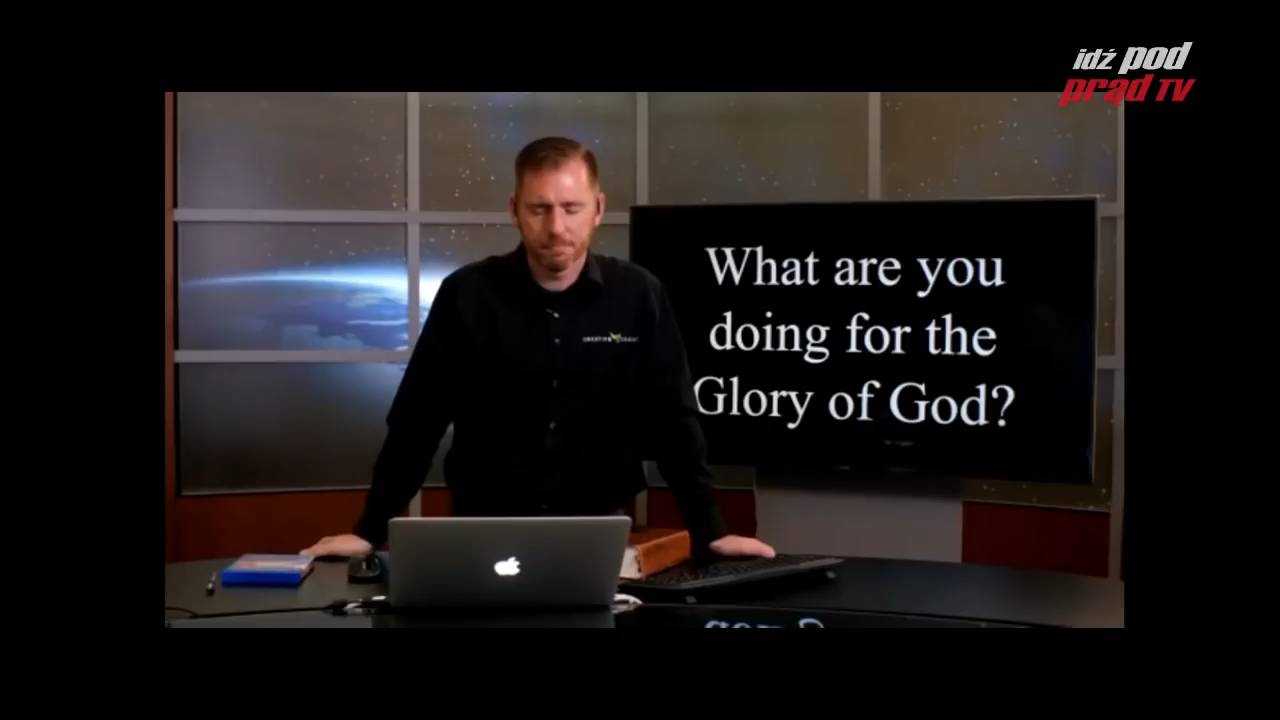 idź pod
prąd TV
What are you
doing for the
Glory of God?